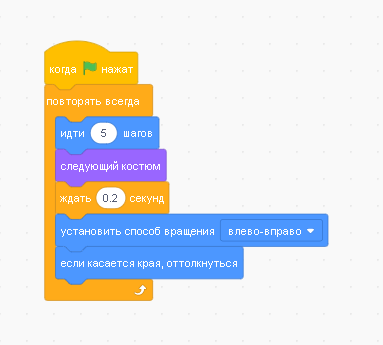 когда нажат
повторять всегда
идти 5 шагов
следующий костюм
ждать 0.2 секунд
установить способ вращения влево-вправо
если касается края, оттолкнуться